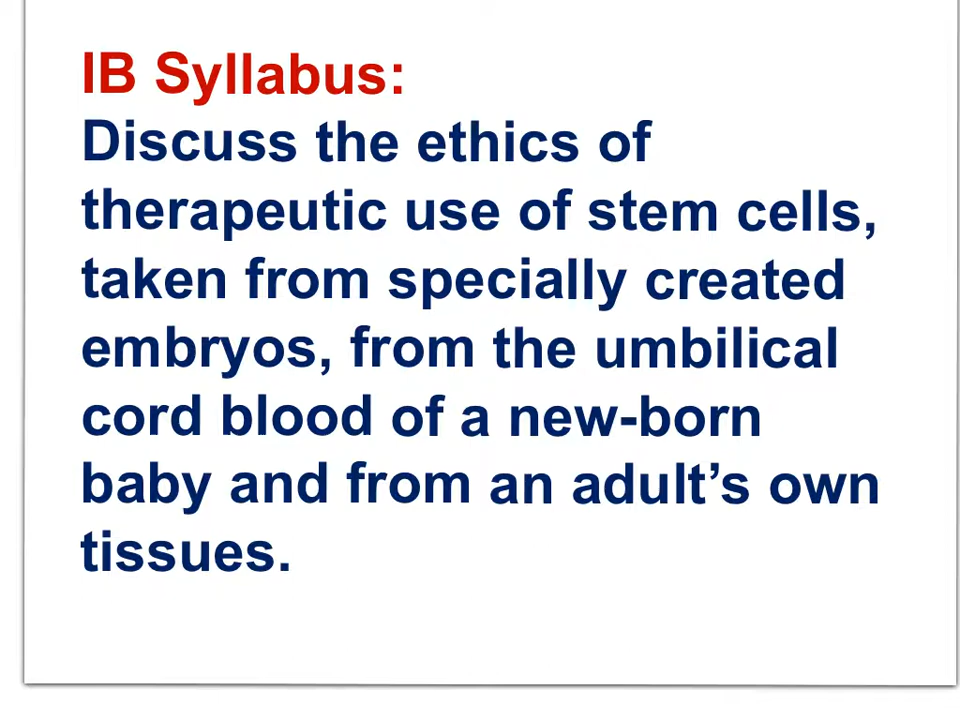 IB Syllabus:
Discuss the ethics of
therapeutic use of stem cells,
taken from specially created
embryos, from the umbilical
cord blood of a new-born
baby and from an adult’s own
tissues.